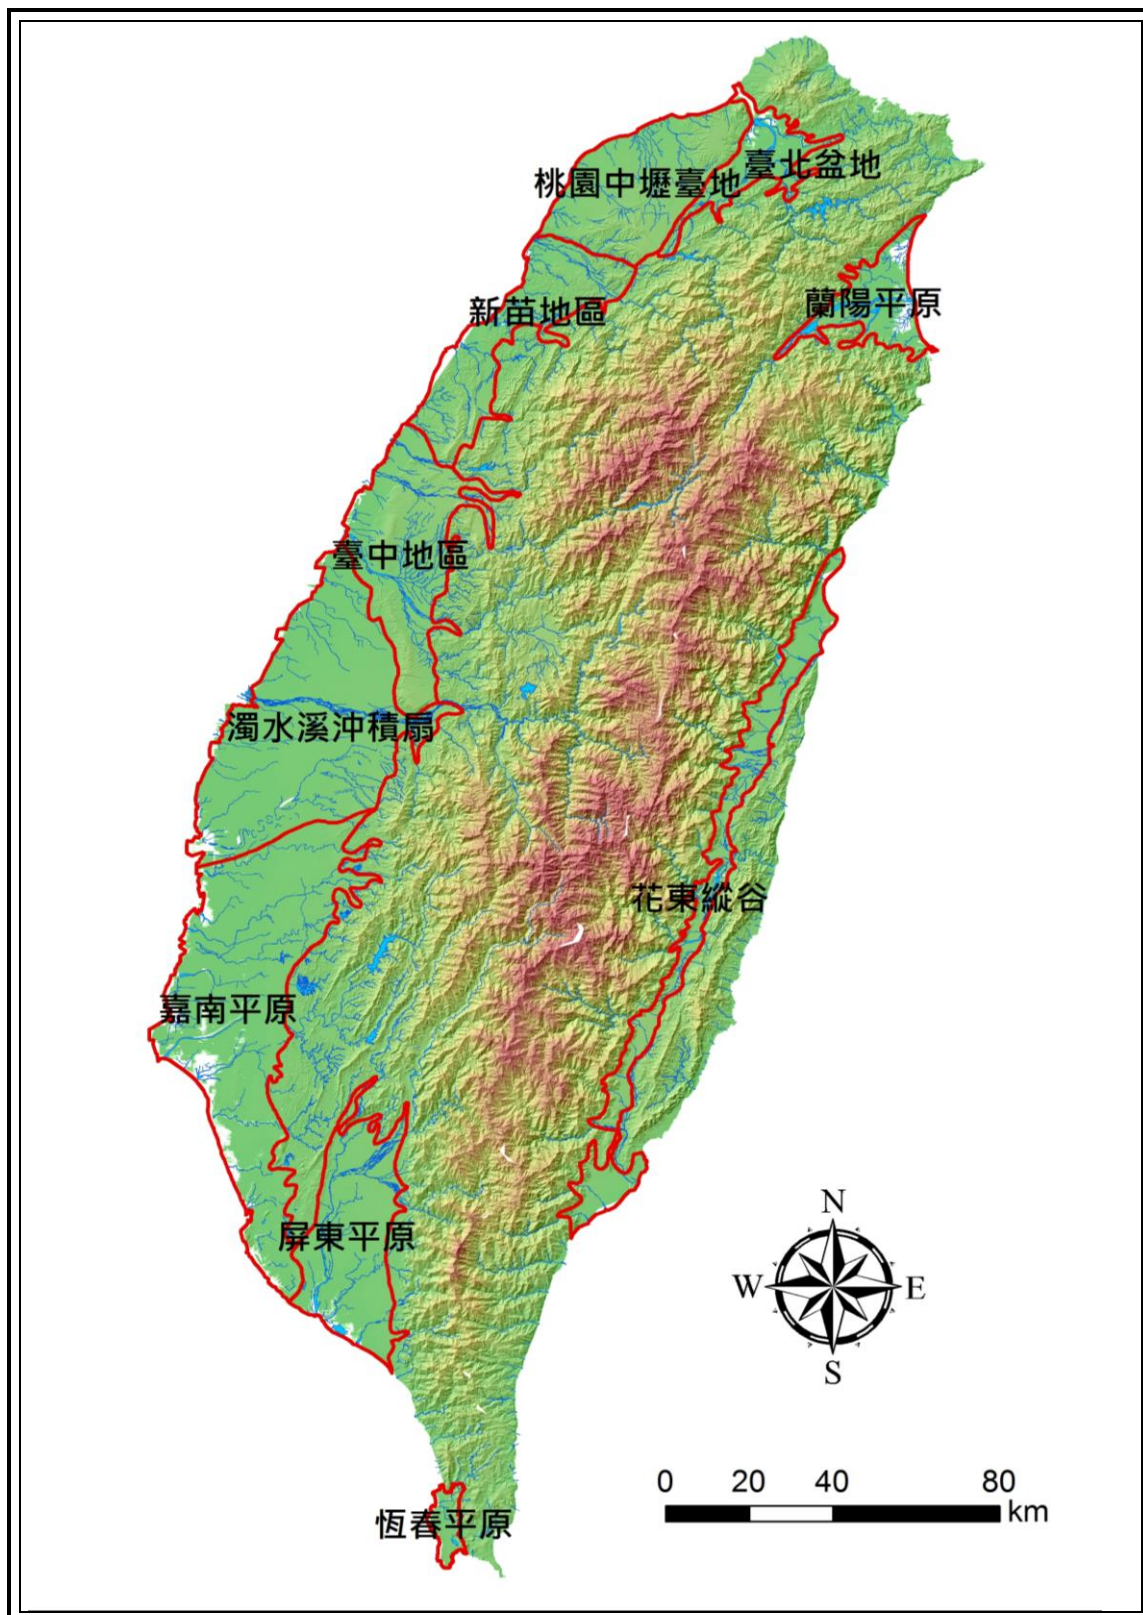 臺北盆地
桃園中壢臺地
蘭陽平原
新苗地區
臺中地區
濁水溪沖積扇
花東縱谷
嘉南平原
屏東平原
N
W
E
S
0 20 40 80
km
恆春平原